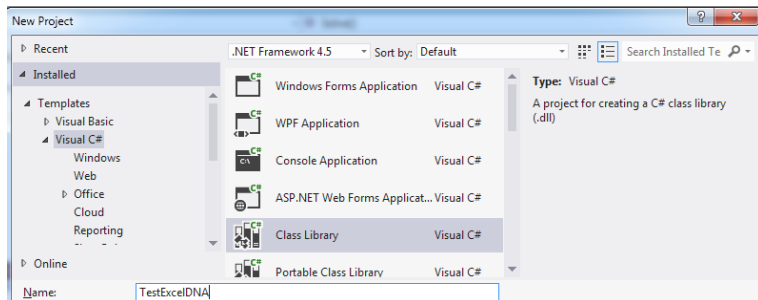 New Project
Recent
.NET Framework 4.5
Sort by: Default
Search Installed Te
Installed
Templates
Visual Basic
Visual C#
Windows
Web
Office
Cloud
Reporting
Online
Windows Forms Application Visual C#
WPF Application Visual C#
Console Application Visual C#
ASP.NET Web Forms Applicat... Visual C#
Class Library Visual C#
Portable Class Library Visual C#
Type: Visual C#
A project for creating a C# class library
(.dll)
Name: TestExcelDNA